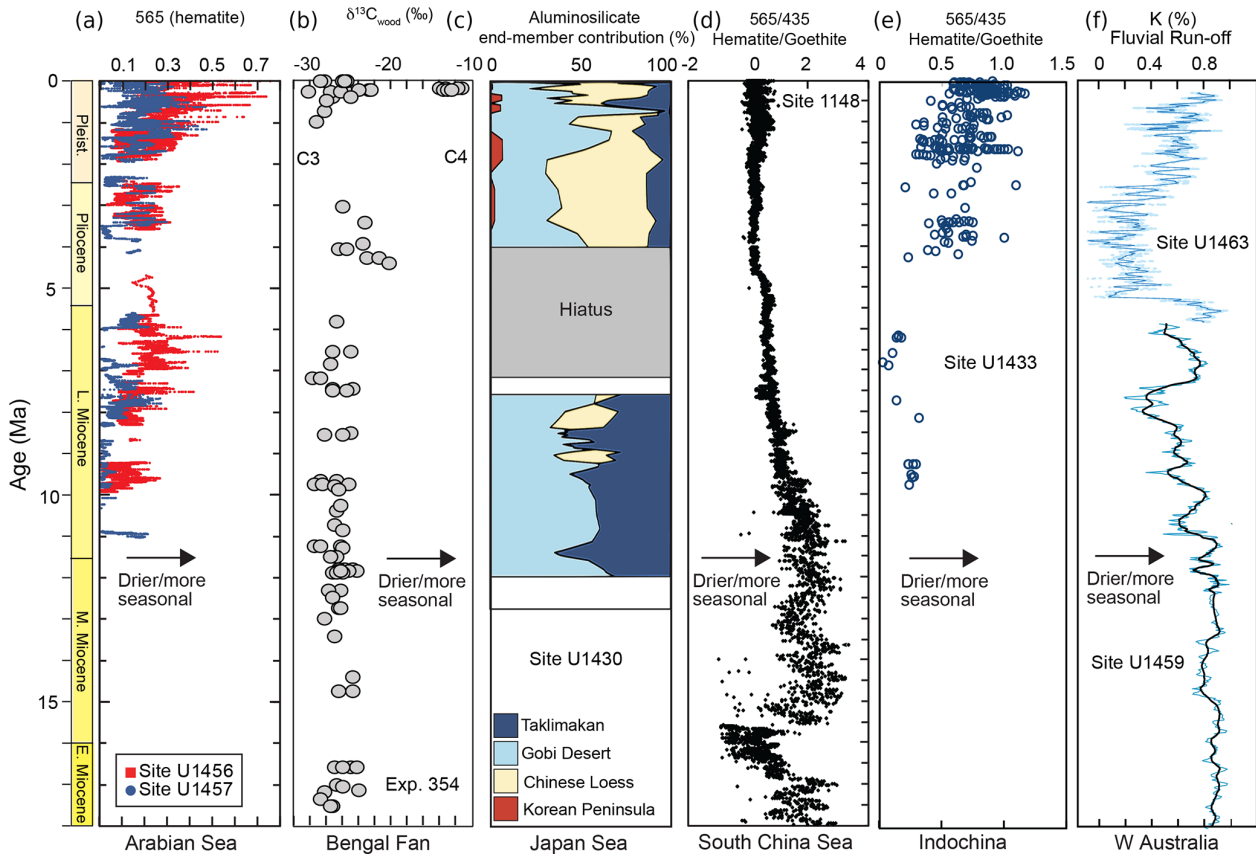 (a) 565 (hematite)
0.1 0.3 0.5 0.7
(b) δ¹³Cwood (‰)
-30 -20 -10
(c) Aluminosilicate
end-member contribution (%)
0 50 100
(d) 565/435
Hematite/Goethite
-2 0 2 4
(e) 565/435
Hematite/Goethite
0 0.5 1.0 1.5
(f) K (%)
Fluvial Run-off
0 0.4 0.8
Age (Ma)
0
5
10
15
Pleist.
Pliocene
L. Miocene
M. Miocene
E. Miocene
Drier/more
seasonal
Site U1456
Site U1457
Arabian Sea
C3 C4
Drier/more
seasonal
Exp. 354
Bengal Fan
Hiatus
Site U1430
Taklimakan
Gobi Desert
Chinese Loess
Korean Peninsula
Japan Sea
Site 1148
Drier/more
seasonal
South China Sea
Site U1433
Drier/more
seasonal
Indochina
Site U1463
Drier/more
seasonal
Site U1459
W Australia